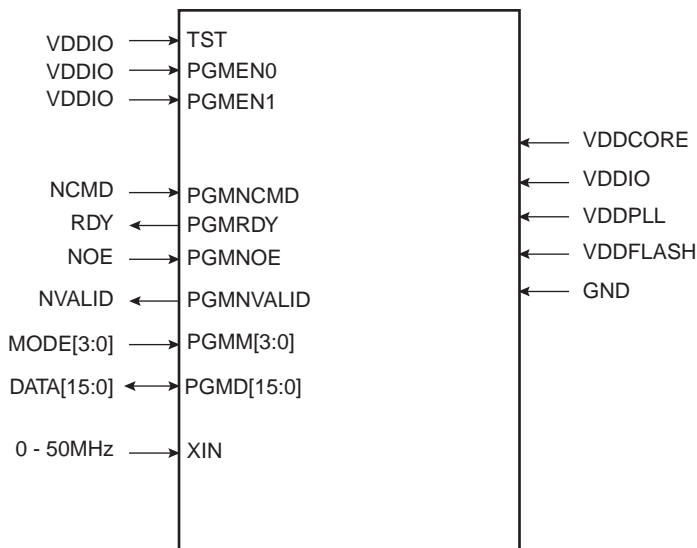 VDDIO TST
VDDIO PGMEN0
VDDIO PGMEN1
VDDCORE
VDDIO
NCMD PGMNCMD
VDDPLL
RDY PGMRDY
VDDFLASH
NOE PGMNOE
GND
NVALID PGMNVALID
MODE[3:0] PGMM[3:0]
DATA[15:0] PGMD[15:0]
0 - 50MHz XIN